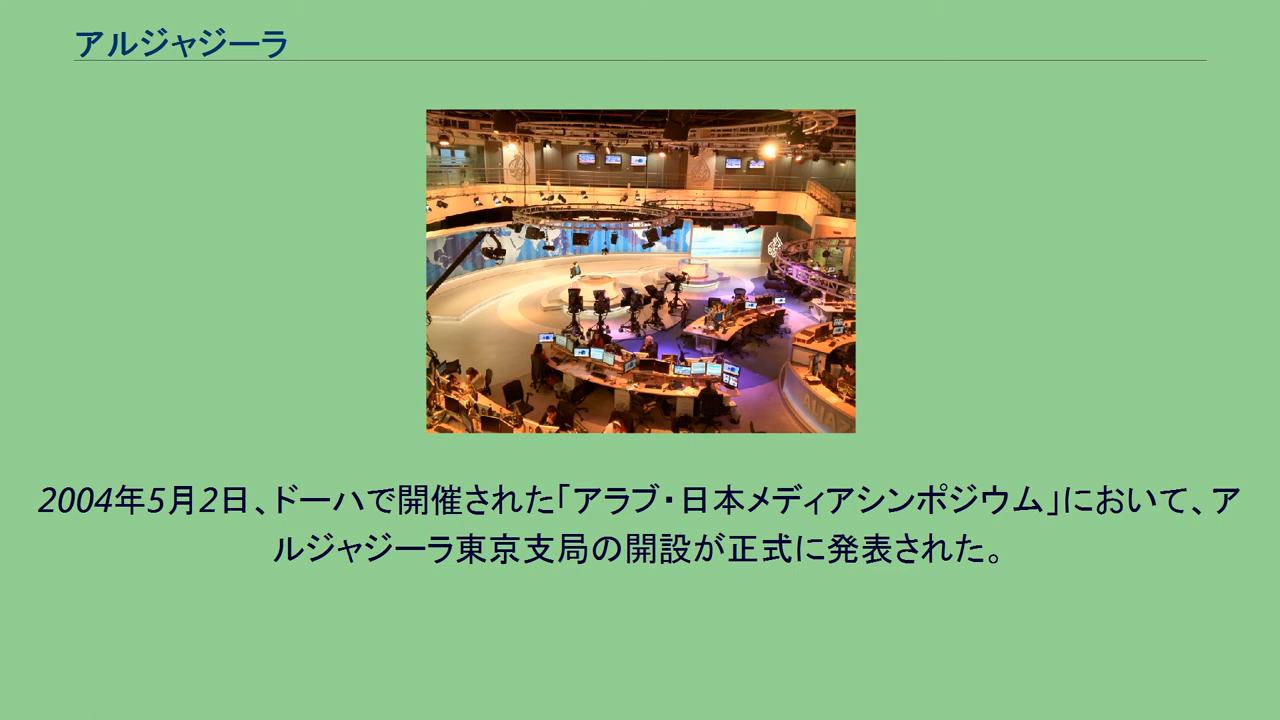 アルジャジーラ
2004年5月2日、ドーハで開催された「アラブ・日本メディアシンポジウム」において、ア
ルジャジーラ東京支局の開設が正式に発表された。